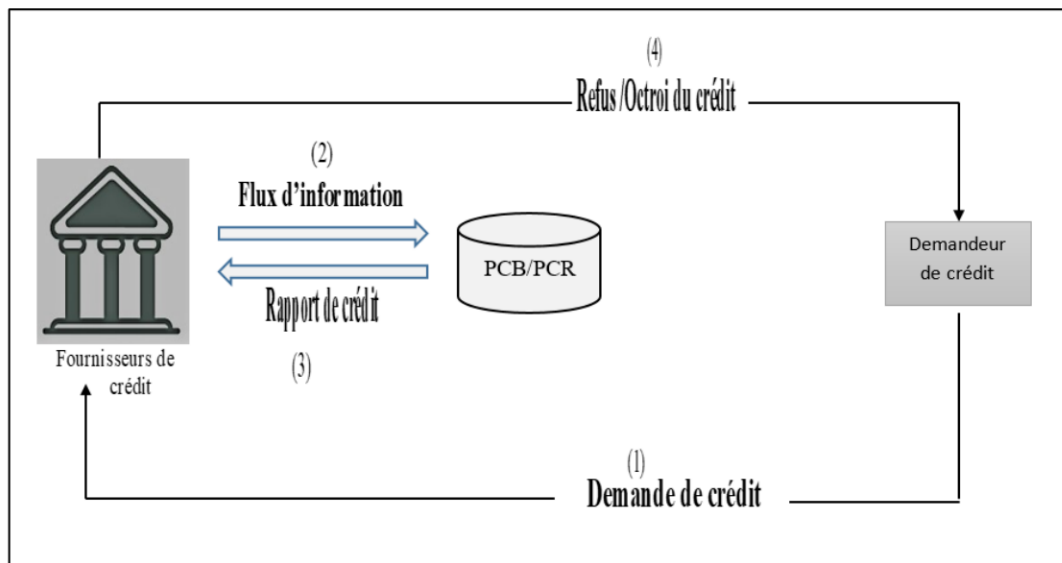 (4)
Refus /Octroi du crédit
(2)
Flux d’information
PCB/PCR
Rapport de crédit
(3)
Fournisseurs de
crédit
Demandeur
de crédit
(1)
Demande de crédit